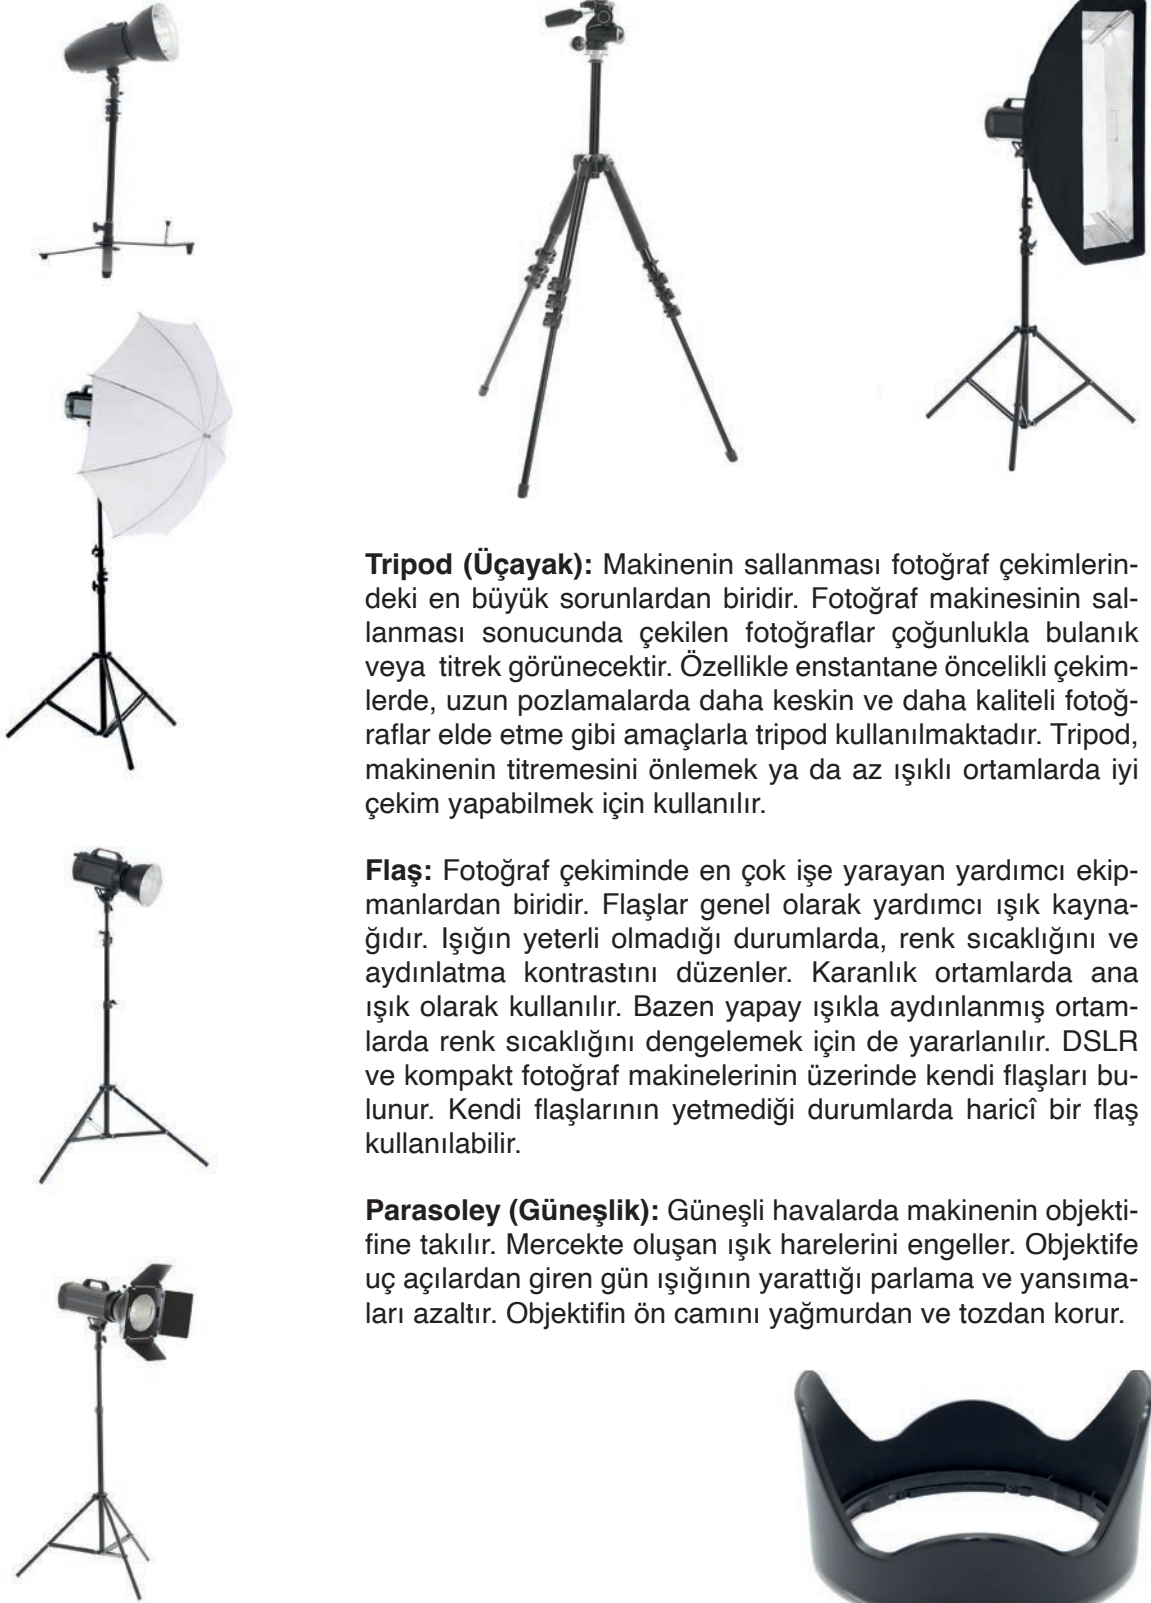 Tripod (Üçayak): Makinenin sallanması fotoğraf çekimlerin-
deki en büyük sorunlardan biridir. Fotoğraf makinesinin sal-
lanması sonucunda çekilen fotoğraflar çoğunlukla bulanık
veya titrek görünecektir. Özellikle enstantane öncelikli çekim-
lerde, uzun pozlamalarda daha keskin ve daha kaliteli fotoğ-
raflar elde etme gibi amaçlarla tripod kullanılmaktadır. Tripod,
makinenin titremesini önlemek ya da az ışıklı ortamlarda iyi
çekim yapabilmek için kullanılır.
Flaş: Fotoğraf çekiminde en çok işe yarayan yardımcı ekip-
manlardan biridir. Flaşlar genel olarak yardımcı ışık kayna-
ğıdır. Işığın yeterli olmadığı durumlarda, renk sıcaklığını ve
aydınlatma kontrastını düzenler. Karanlık ortamlarda ana
ışık olarak kullanılır. Bazen yapay ışıkla aydınlanmış ortam-
larda renk sıcaklığını dengelemek için de yararlanılır. DSLR
ve kompakt fotoğraf makinelerinin üzerinde kendi flaşları bu-
lunur. Kendi flaşlarının yetmediği durumlarda haricî bir flaş
kullanılabilir.
Parasoley (Güneşlik): Güneşli havalarda makinenin objekti-
fine takılır. Mercekte oluşan ışık harelerini engeller. Objektife
uç açılardan giren gün ışığının yarattığı parlama ve yansıma-
ları azaltır. Objektifin ön camını yağmurdan ve tozdan korur.